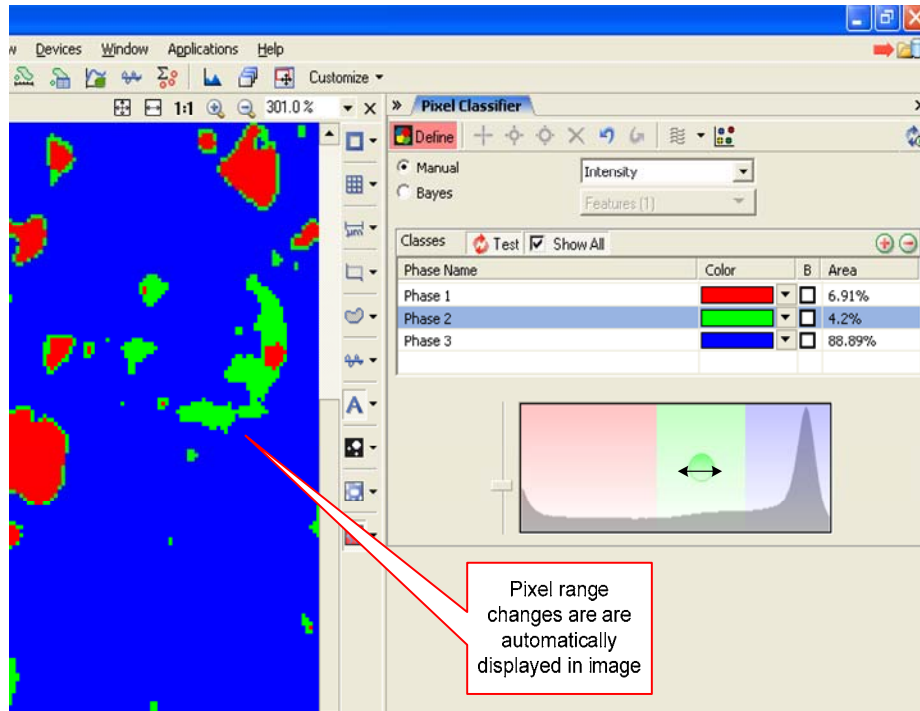 Devices Window Applications Help
Customize
1:1 301.0 %
Pixel Classifier
Define
Manual Intensity
Bayes Features (1)
Classes Test Show All
Phase Name Color B Area
Phase 1 6.91%
Phase 2 4.2%
Phase 3 88.89%
μm
A
Pixel range
changes are are
automatically
displayed in image